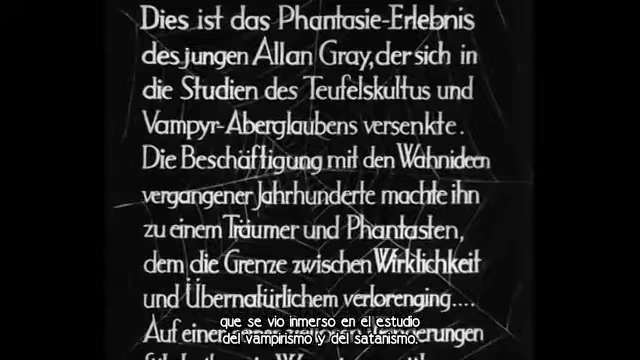 Dies ist das Phantasie-Erlebnis
des jungen Allan Gray, der sich in
die Studien des Teufelskultus und
Vampyr-Aberglaubens versenkte.
Die Beschäftigung mit den Wahnideen
vergangener Jahrhunderte machte ihn
zu einem Träumer und Phantasten,
dem die Grenze zwischen Wirklichkeit
und Übernatürlichem verlorenging....
Auf einer
que se vio inmerso en el estudio
del vampirismo y del satanismo.